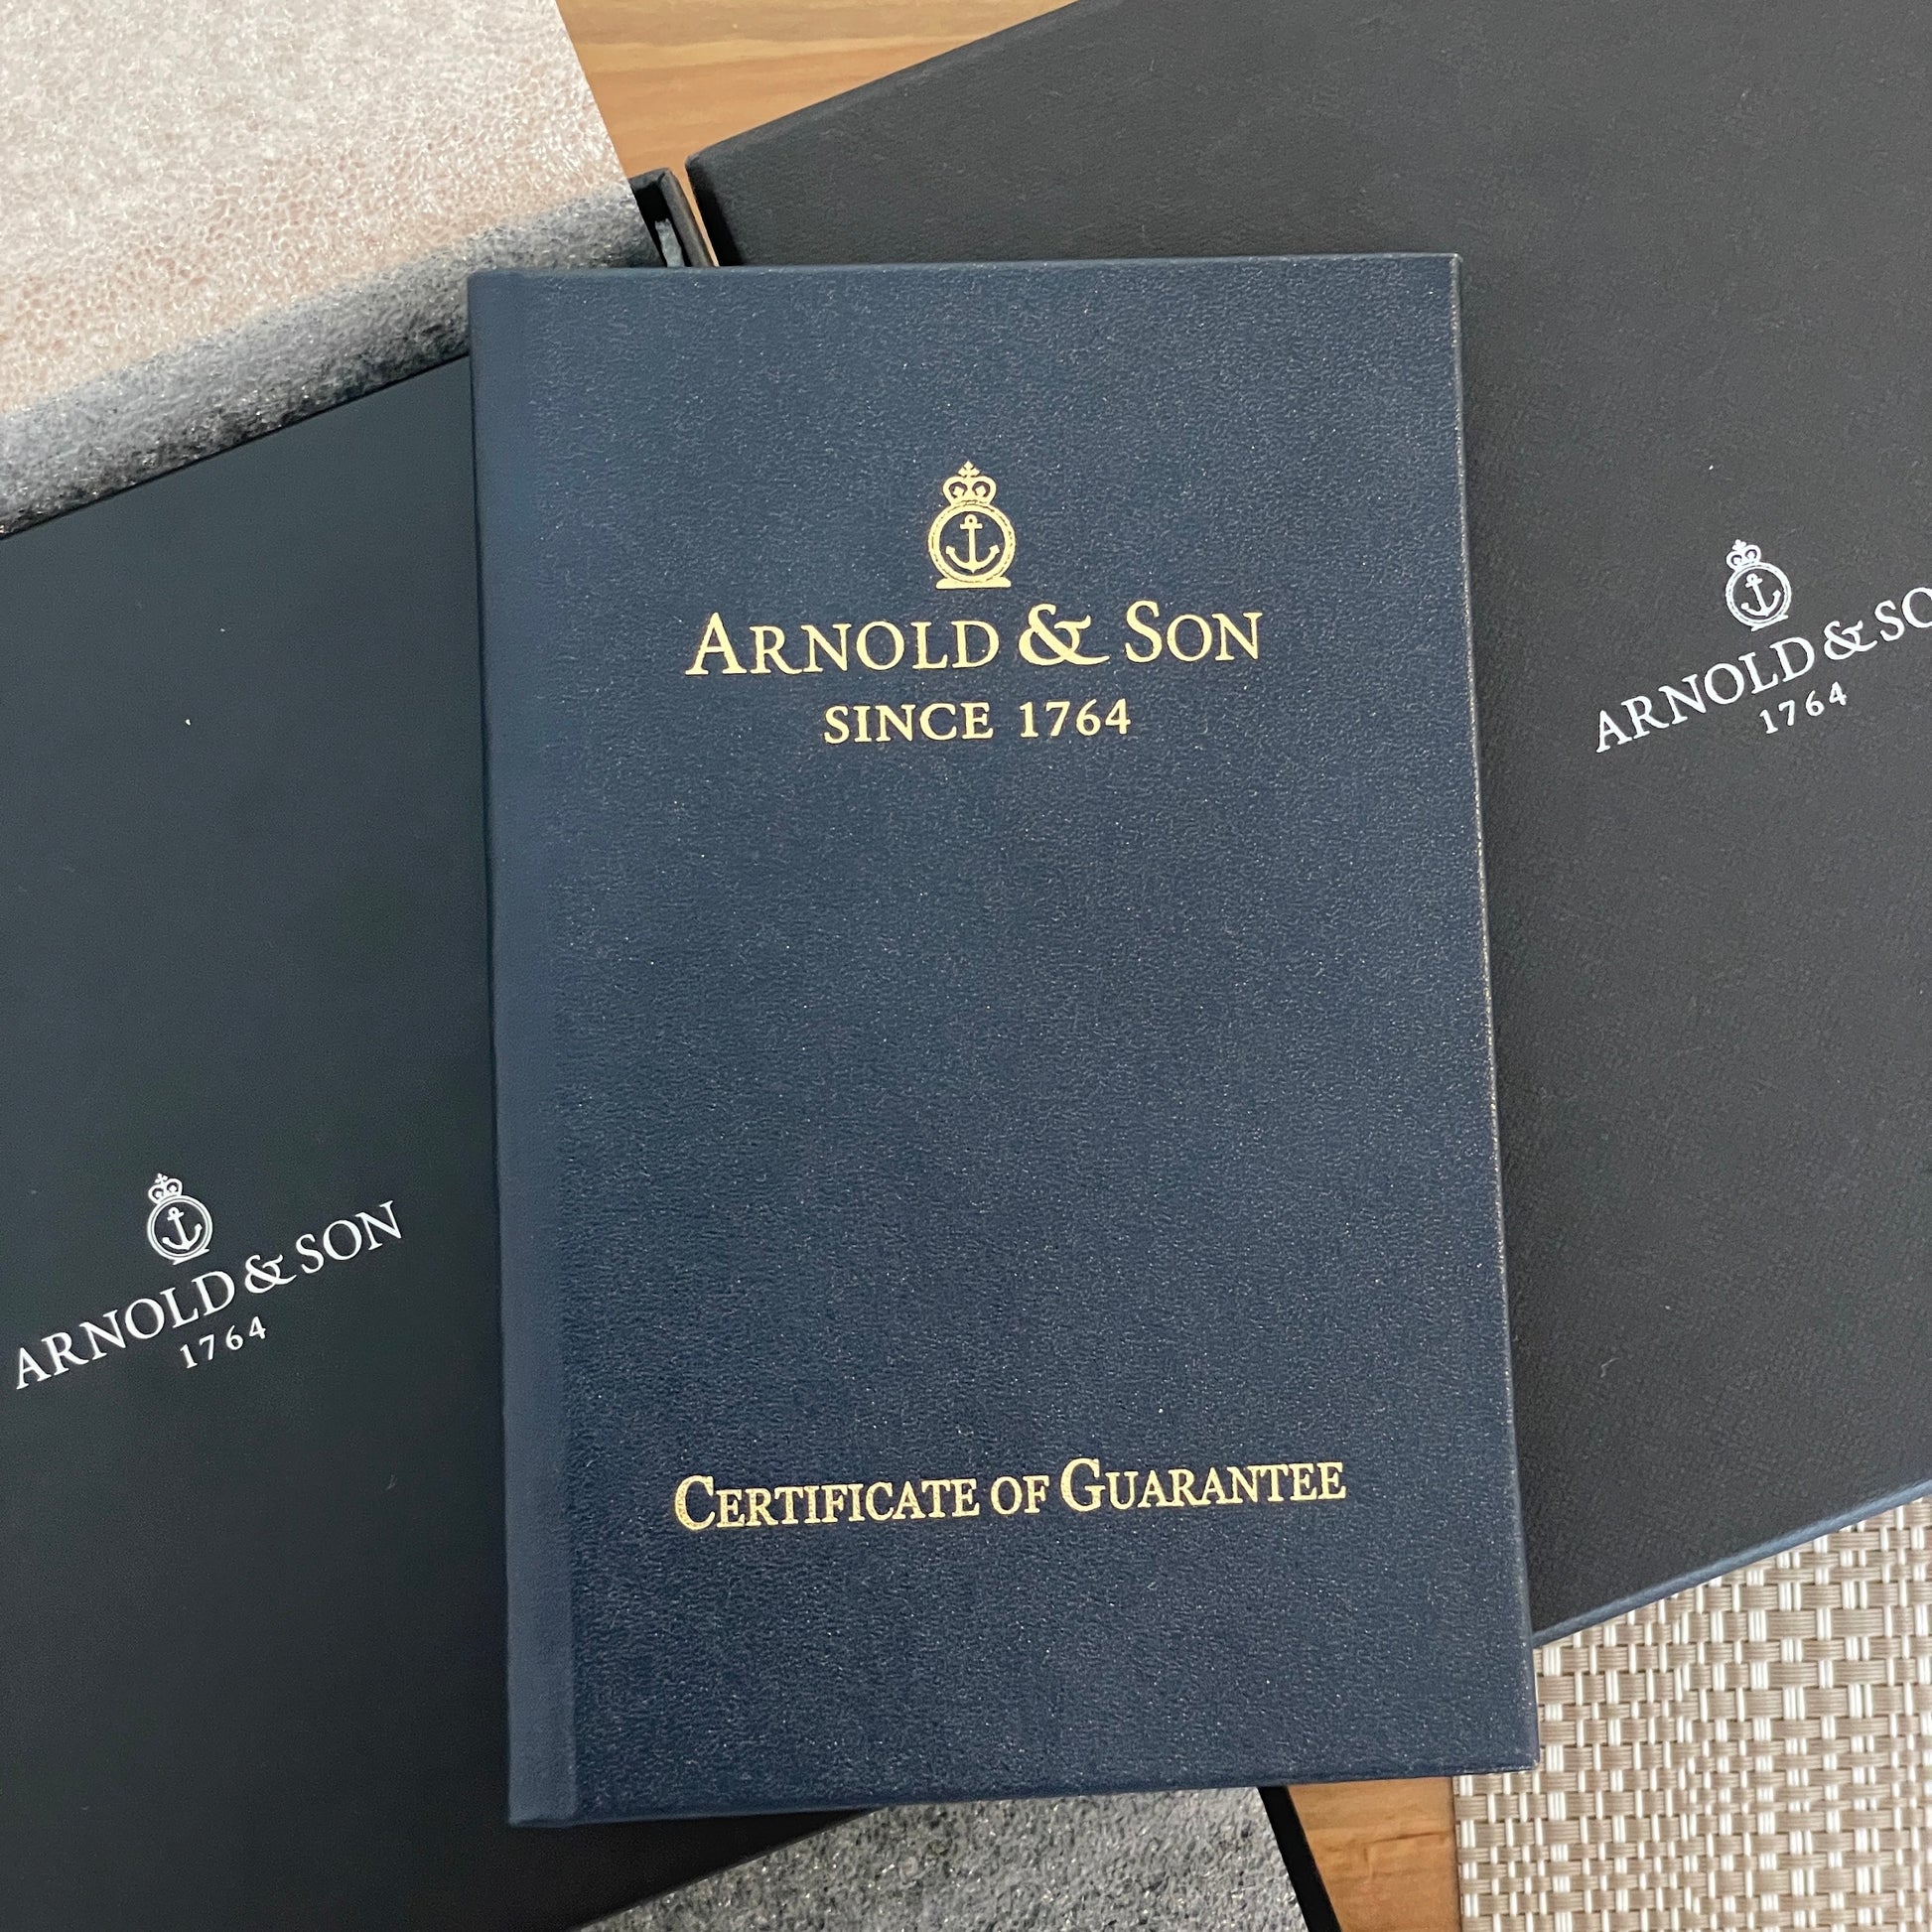 ARNOLD & SON
SINCE 1764
CERTIFICATE OF GUARANTEE
ARNOLD & SON
1764
ARNOLD & SO
1764